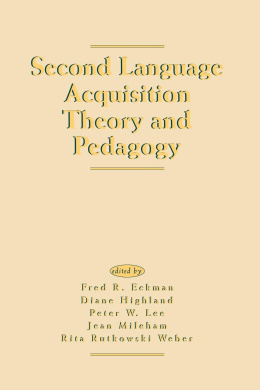 Second Language
Acquisition
Theory and
Pedagogy
edited by
Fred R. Eckman
Diane Highland
Peter W. Lee
Jean Mileham
Rita Rutkowski Weber